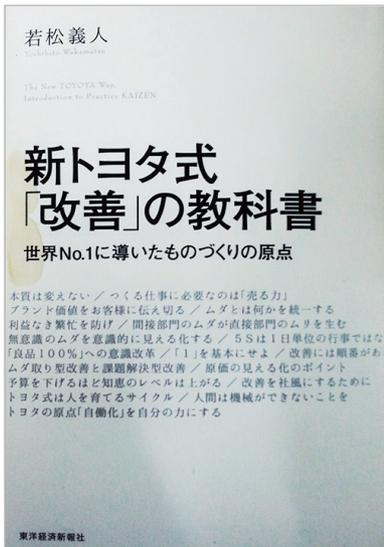 若松義人
Yoshihito Wakamatsu
The New TOYOTA Way,
Introduction to Practice KAIZEN
新トヨタ式
「改善」の教科書
世界No.1に導いたものづくりの原点
本質は変えない / つくる仕事に必要なのは「売る力」
ブランド価値をお客様に伝え切る / ムダとは何かを統一する
利益なき繁忙を防げ / 間接部門のムダが直接部門のムリを生む
無意識のムダを意識的に見える化する / 5Sは1日単位の行事ではな
「良品100%」への意識改革 / 「1」を基本にせよ / 改善には順番があ
ムダ取り型改善と課題解決型改善 / 原価の見える化のポイント
予算を下げるほど知恵のレベルは上がる / 改善を社風にするために
トヨタ式は人を育てるサイクル / 人間は機械ができないことを
トヨタの原点「自働化」を自分の力にする
東洋経済新報社